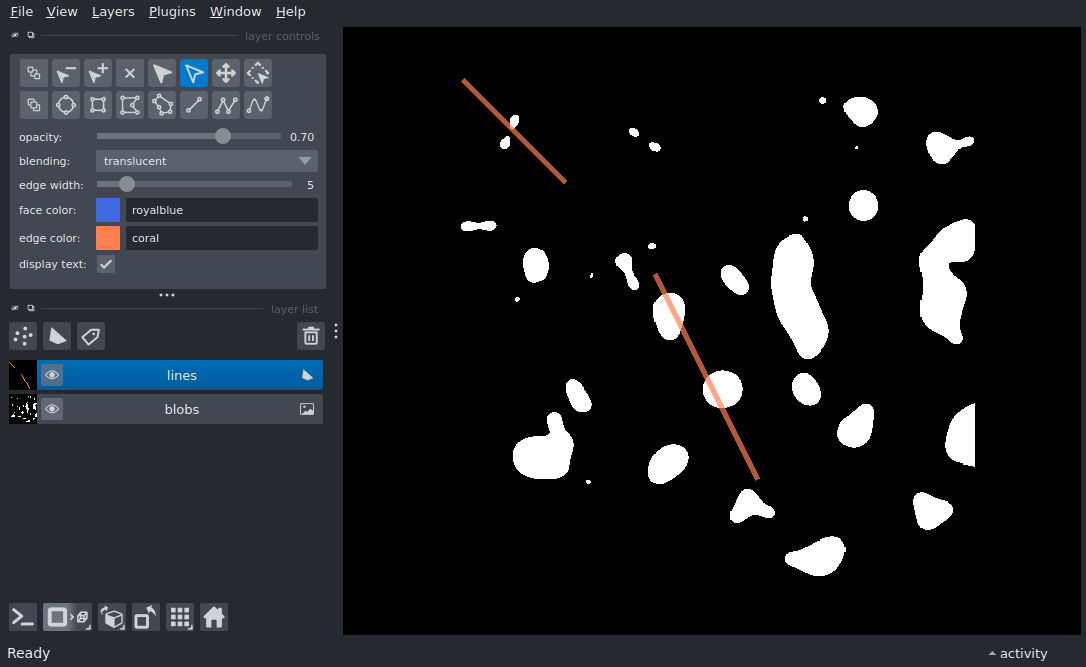 File View Layers Plugins Window Help
layer controls
opacity: 0.70
blending: translucent
edge width: 5
face color: royalblue
edge color: coral
display text:
layer list
lines
blobs
Ready
activity